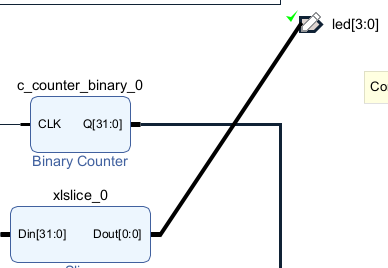 led[3:0]
c_counter_binary_0
CLK Q[31:0]
Binary Counter
xlslice_0
Din[31:0] Dout[0:0]